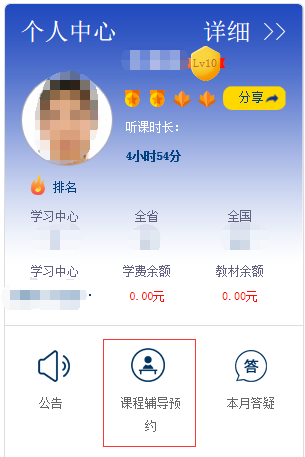 个人中心 详细 >>
Lv10
分享
听课时长：
4小时54分
排名
学习中心 全省 全国
学习中心 学费余额 教材余额
0.00元 0.00元
答
公告 课程辅导预 本月答疑
约